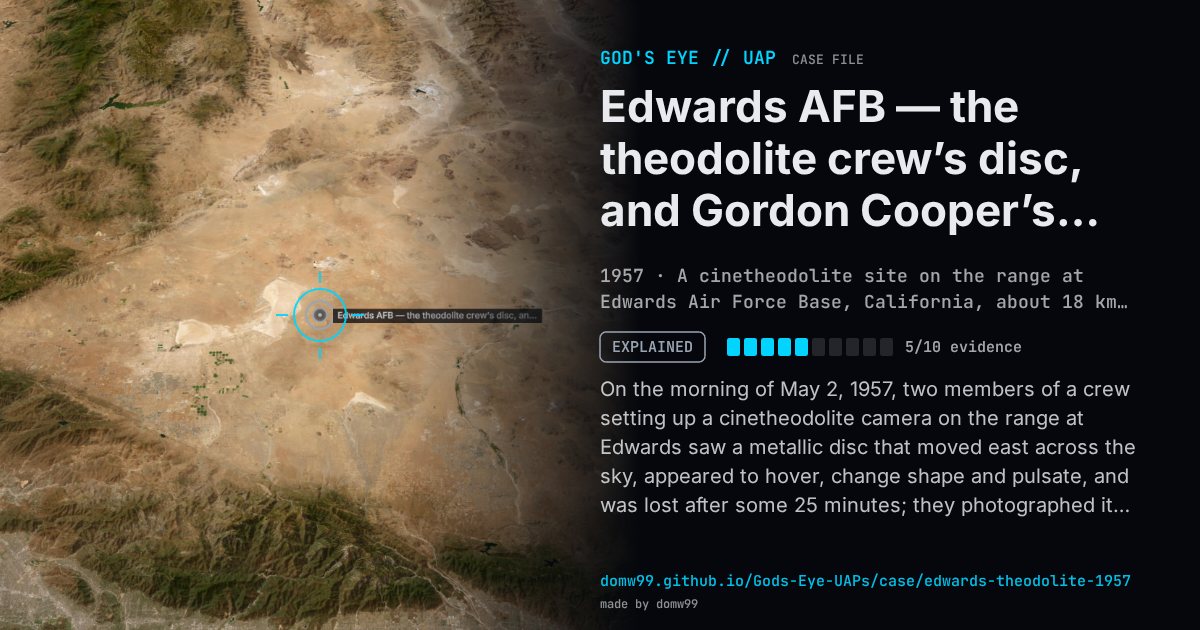 GOD'S EYE // UAP CASE FILE
Edwards AFB — the
theodolite crew’s disc,
and Gordon Cooper’s…
1957 · A cinetheodolite site on the range at
Edwards Air Force Base, California, about 18 km…
EXPLAINED 5/10 evidence
On the morning of May 2, 1957, two members of a crew
setting up a cinetheodolite camera on the range at
Edwards saw a metallic disc that moved east across the
sky, appeared to hover, change shape and pulsate, and
was lost after some 25 minutes; they photographed it…
domw99.github.io/Gods-Eye-UAPs/case/edwards-theodolite-1957
made by domw99
Edwards AFB — the theodolite crew’s disc, an…